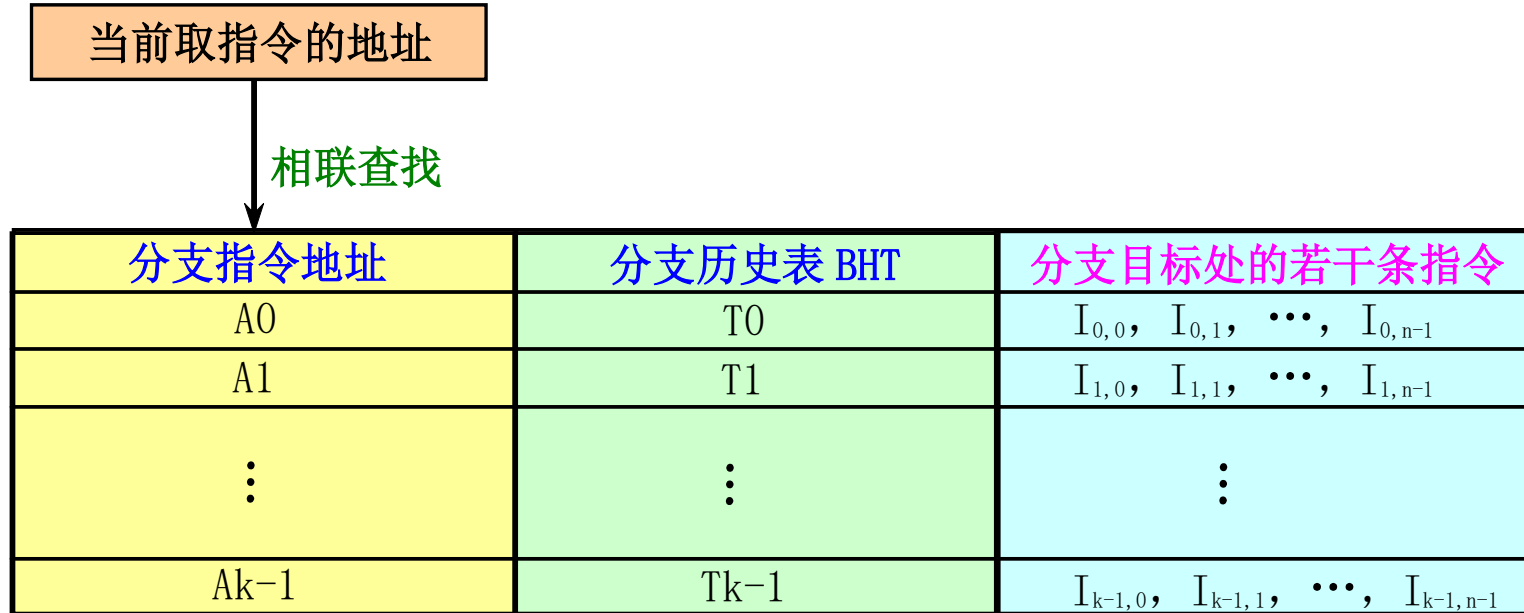 当前取指令的地址
相联查找
分支指令地址 分支历史表 BHT 分支目标处的若干条指令
A0 T0 I0,0, I0,1, •••, I0,n-1
A1 T1 I1,0, I1,1, •••, I1,n-1
⋮ ⋮ ⋮
Ak-1 Tk-1 Ik-1,0, Ik-1,1, •••, Ik-1,n-1